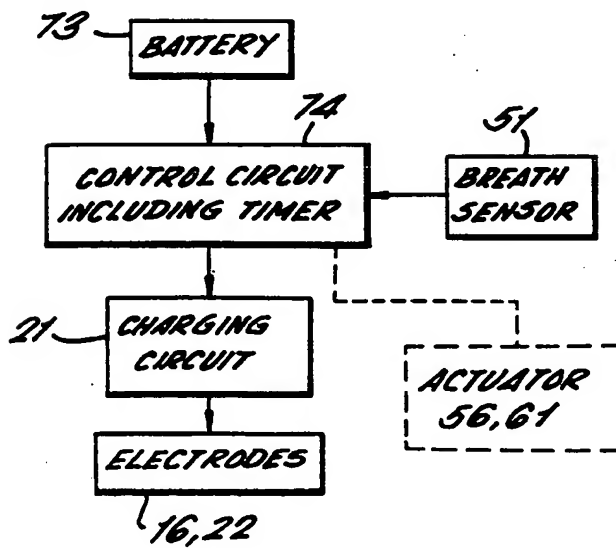 73
BATTERY
74
CONTROL CIRCUIT
INCLUDING TIMER
51
BREATH
SENSOR
21
CHARGING
CIRCUIT
ACTUATOR
56,61
ELECTRODES
16,22